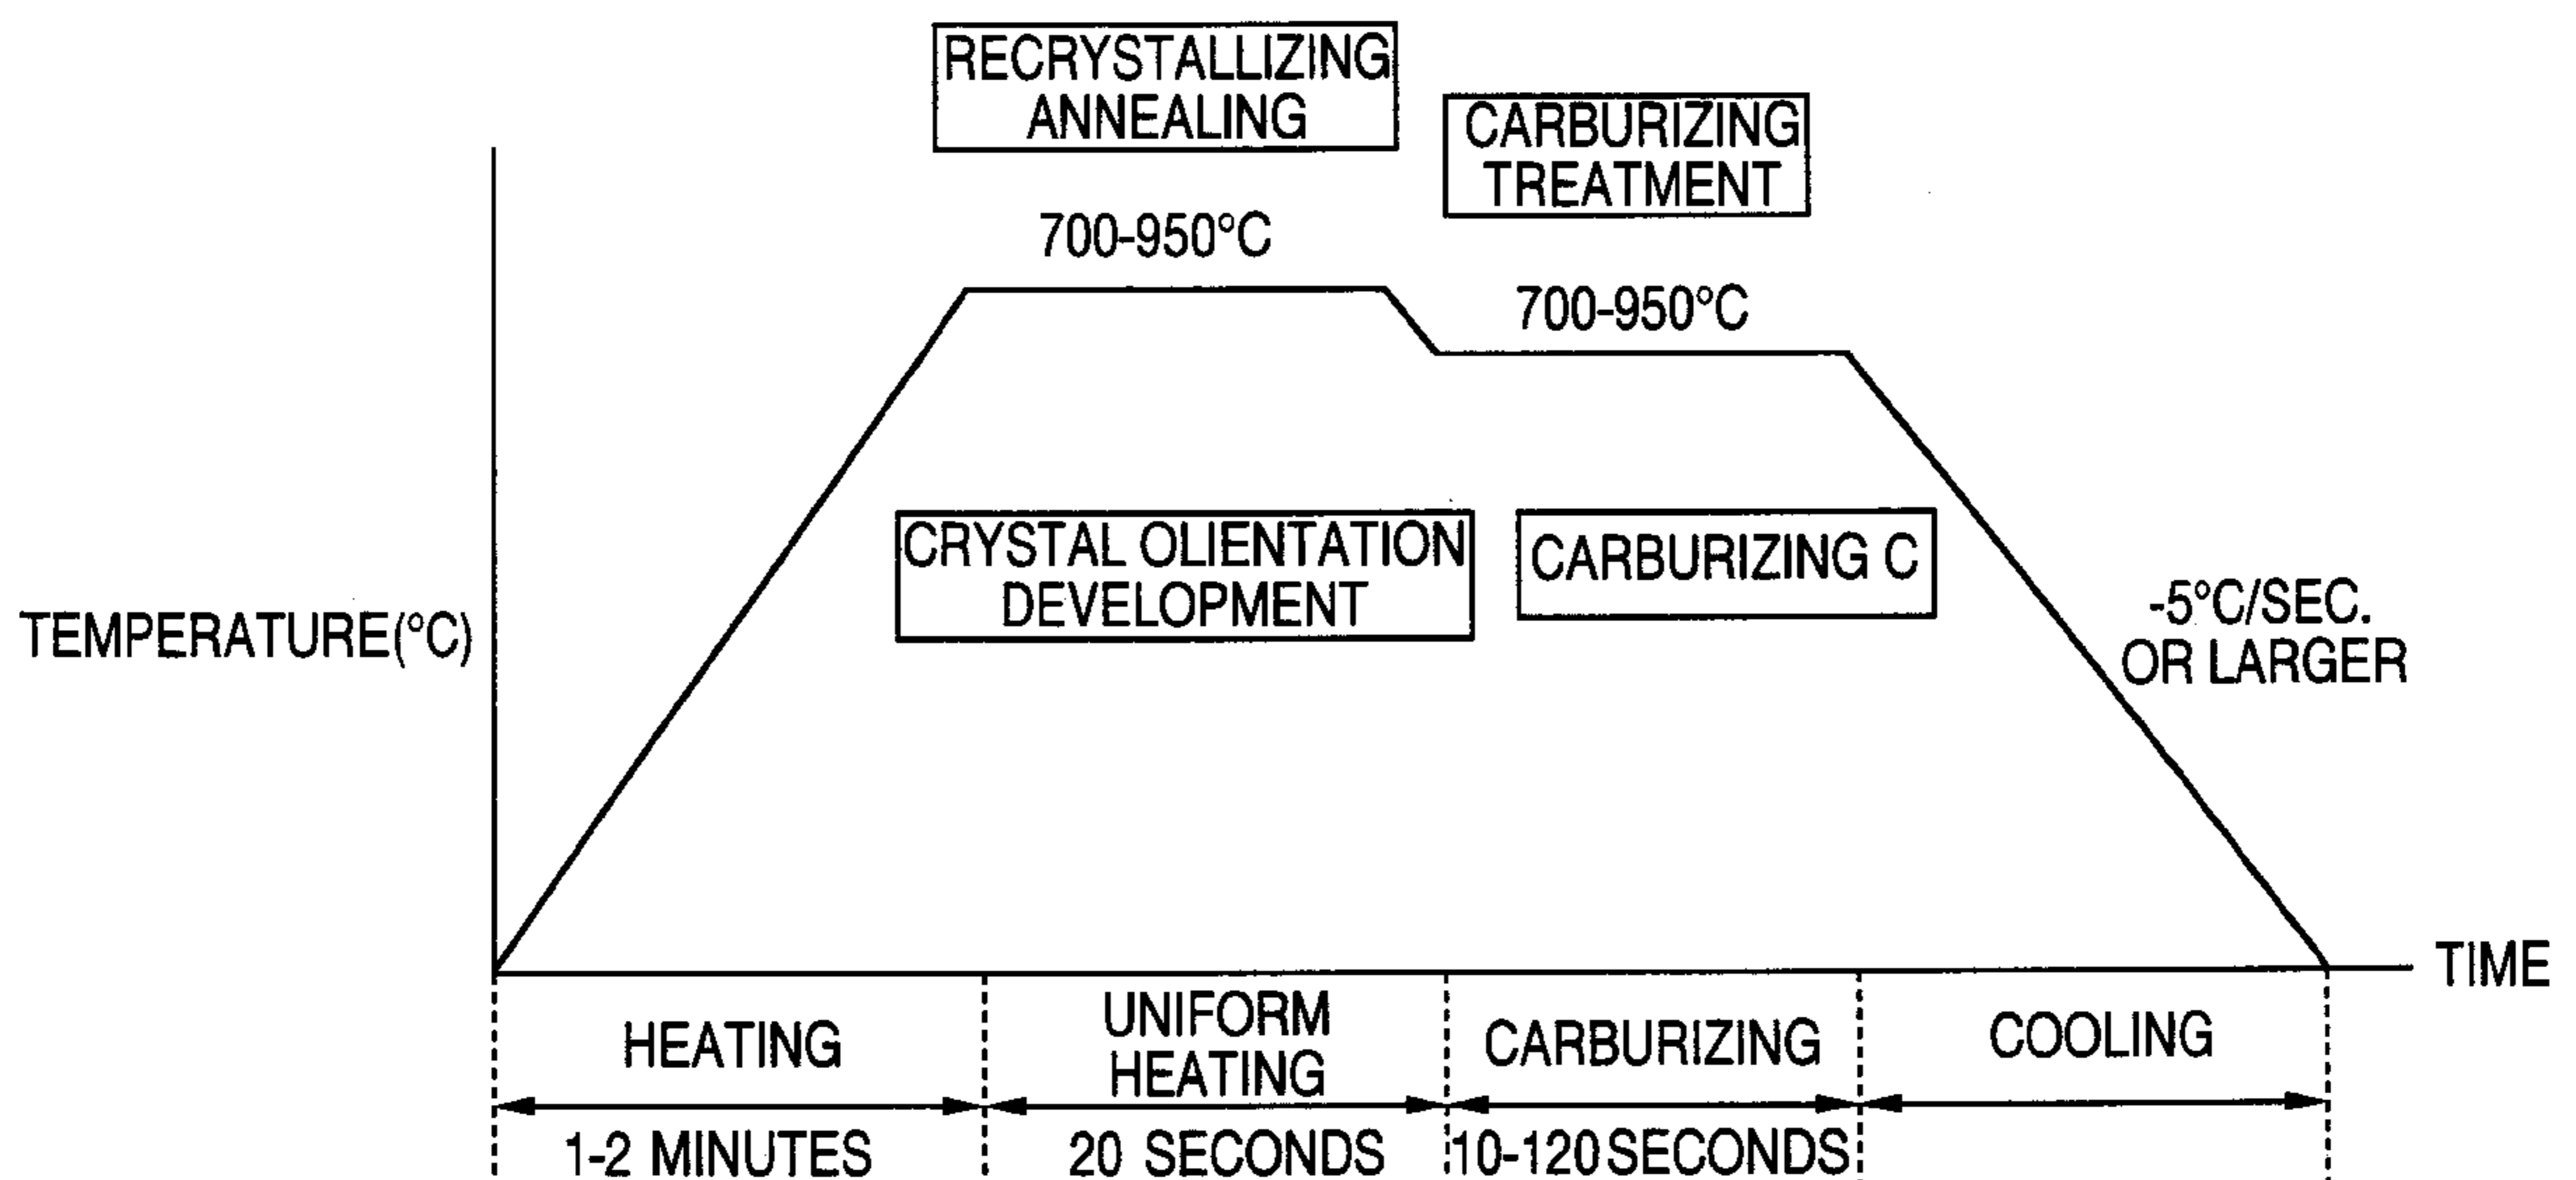 RECRYSTALLIZING
ANNEALING
CARBURIZING
TREATMENT
700-950°C
700-950°C
CRYSTAL OLIENTATION
DEVELOPMENT
CARBURIZING C
TEMPERATURE(°C)
-5°C/SEC.
OR LARGER
TIME
HEATING
UNIFORM
HEATING
CARBURIZING
COOLING
1-2 MINUTES
20 SECONDS
10-120 SECONDS